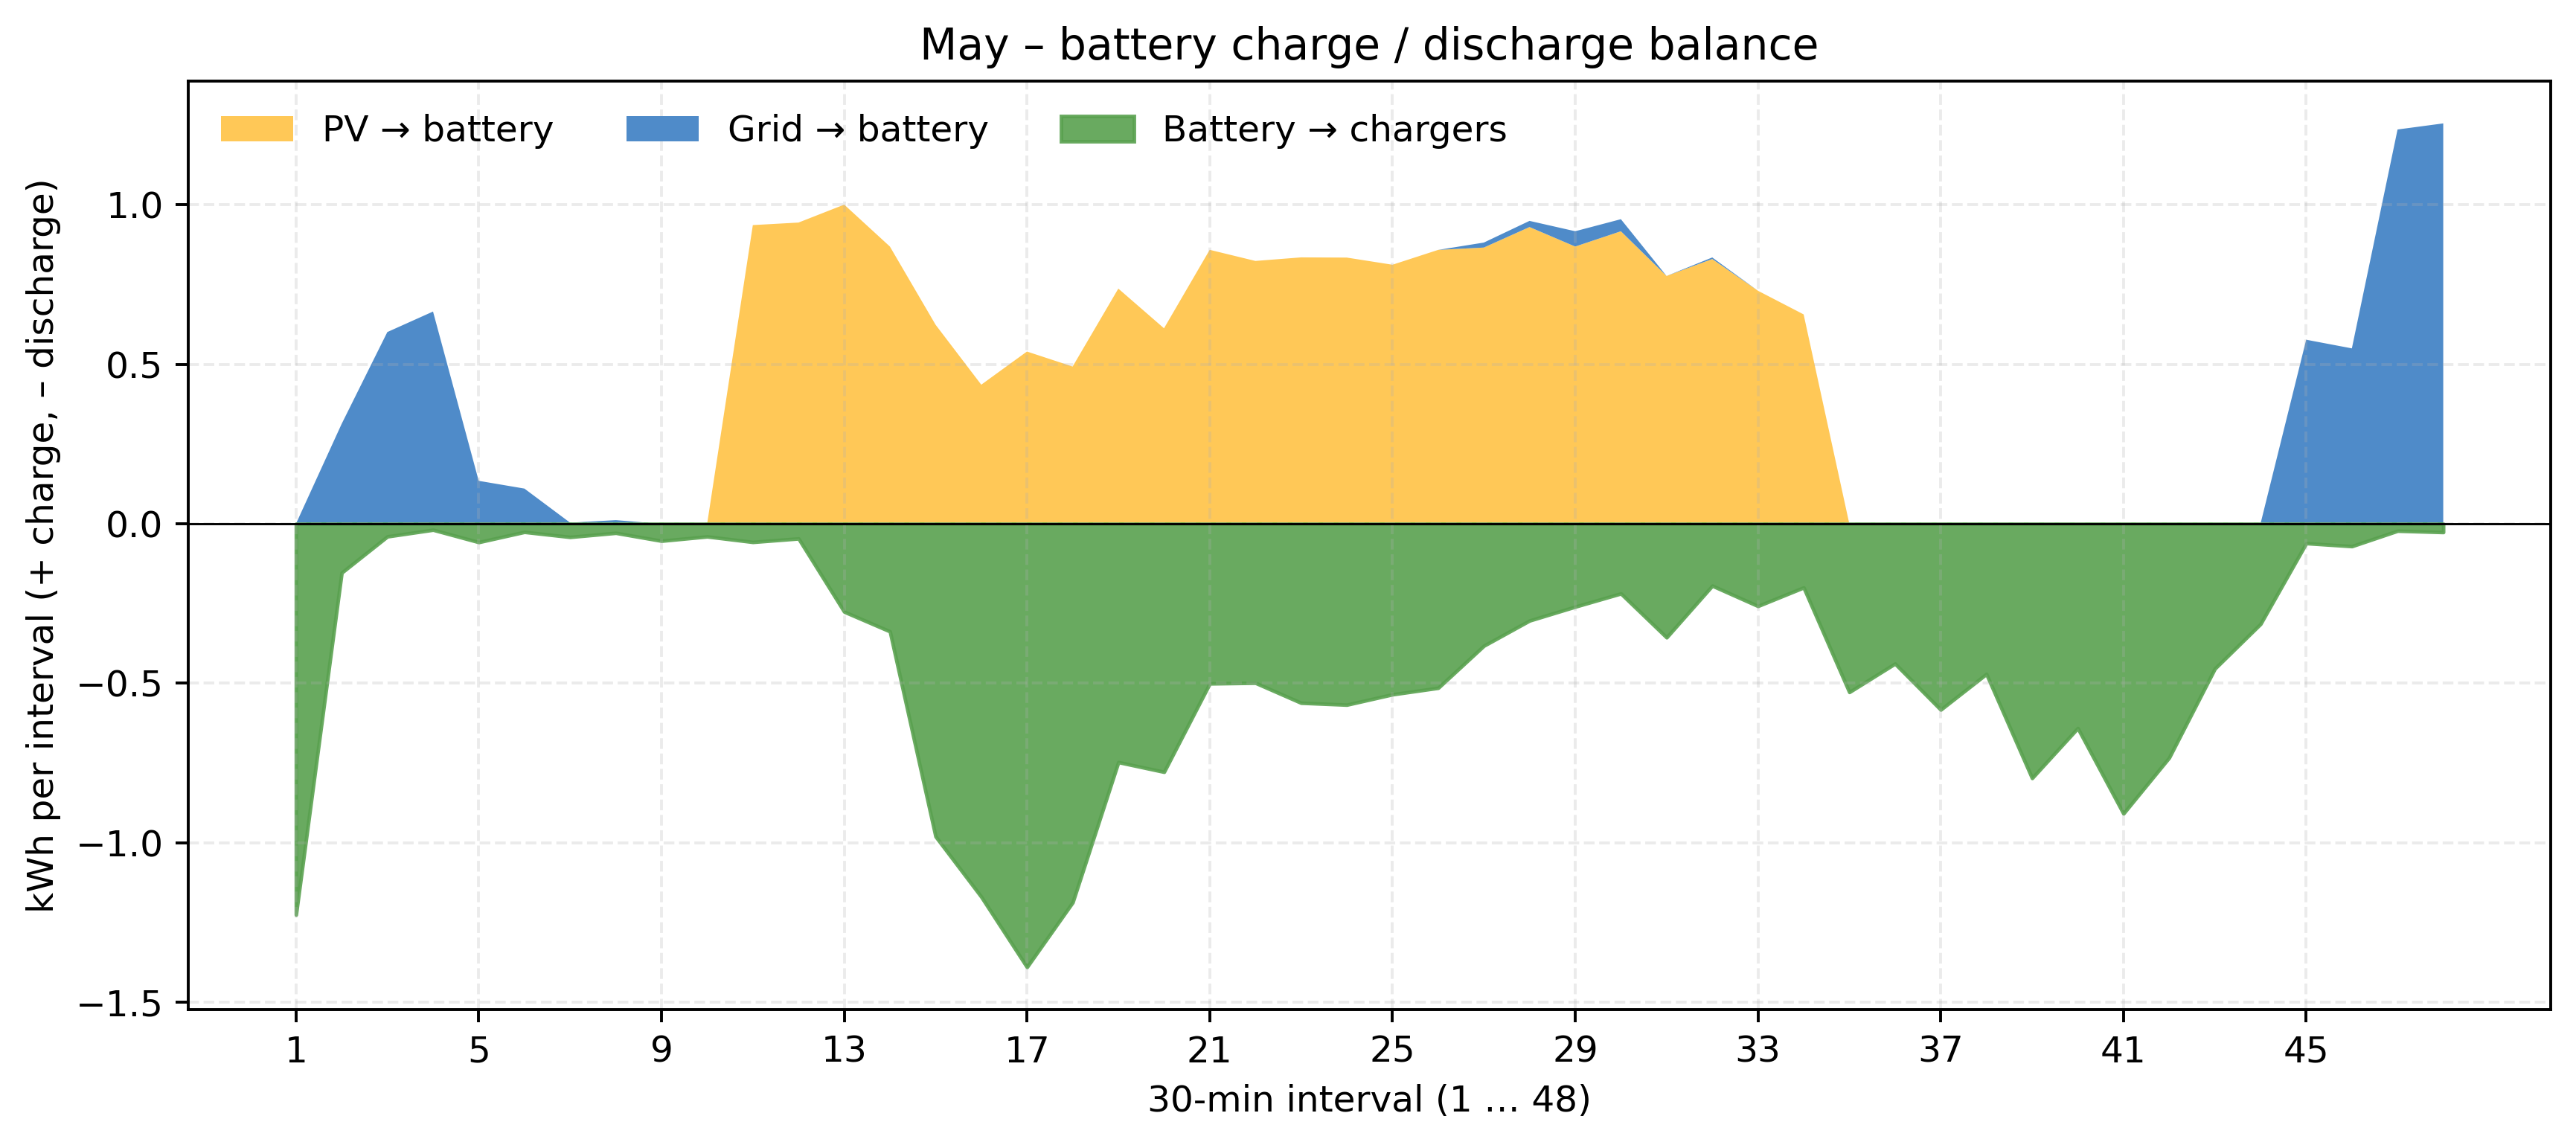 May – battery charge / discharge balance
PV → battery
Grid → battery
Battery → chargers
kWh per interval (+ charge, – discharge)
1.0
0.5
0.0
−0.5
−1.0
−1.5
1 5 9 13 17 21 25 29 33 37 41 45
30-min interval (1 … 48)